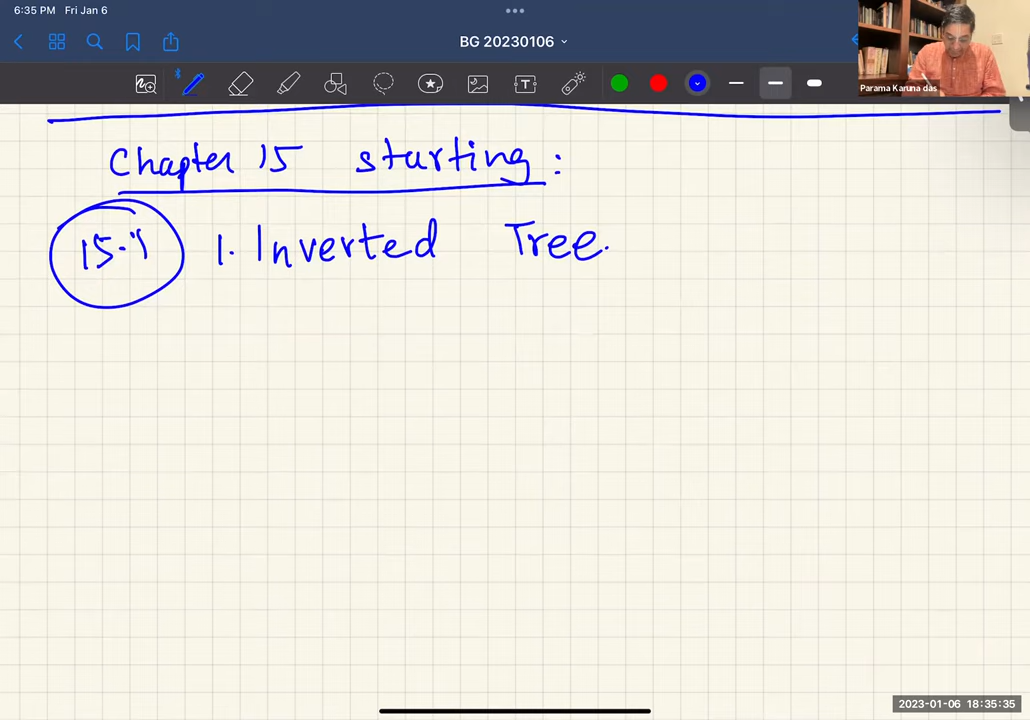 6:35 PM Fri Jan 6
BG 20230106
Parama Karuna das
Chapter 15 starting:
15.1 1. Inverted Tree.
2023-01-06 18:35:35